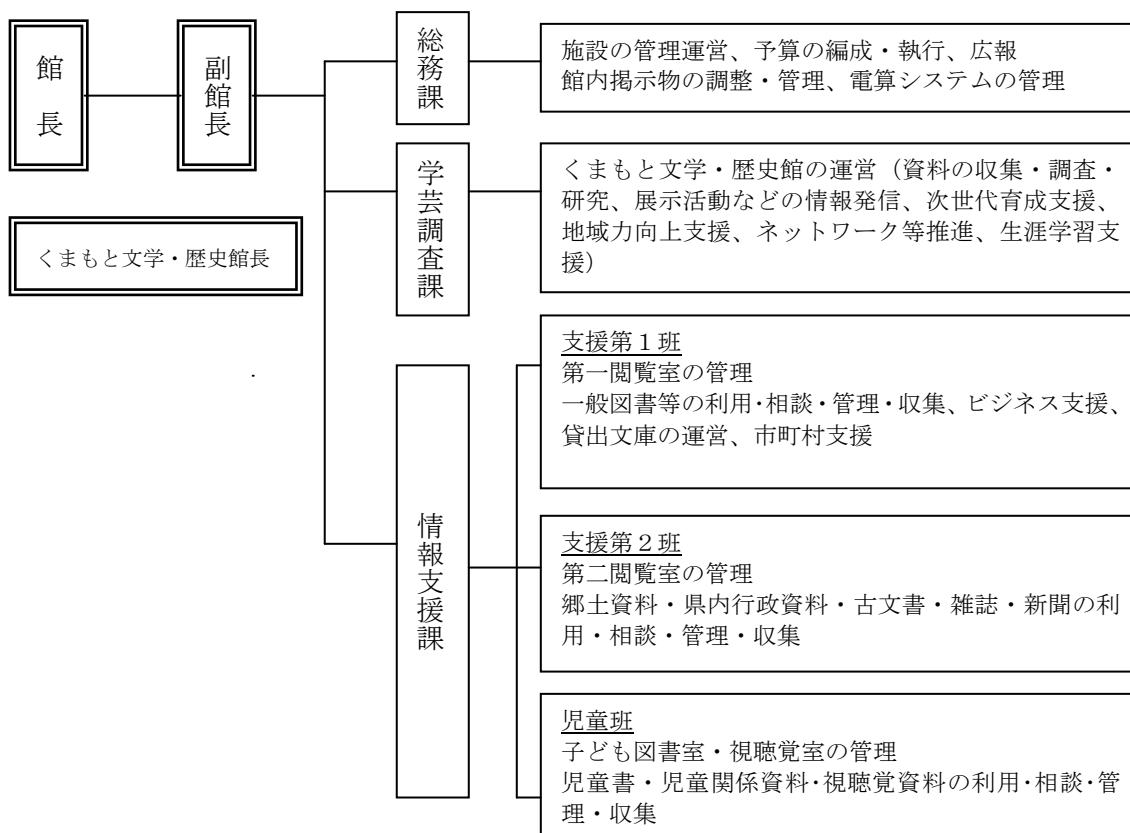 館長
副館長
総務課
施設の管理運営、予算の編成・執行、広報
館内掲示物の調整・管理、電算システムの管理
くまもと文学・歴史館長
学芸調査課
くまもと文学・歴史館の運営（資料の収集・調査・
研究、展示活動などの情報発信、次世代育成支援、
地域力向上支援、ネットワーク等推進、生涯学習支
援）
情報支援課
支援第１班
第一閲覧室の管理
一般図書等の利用・相談・管理・収集、ビジネス支援、
貸出文庫の運営、市町村支援
支援第２班
第二閲覧室の管理
郷土資料・県内行政資料・古文書・雑誌・新聞の利
用・相談・管理・収集
児童班
子ども図書室・視聴覚室の管理
児童書・児童関係資料・視聴覚資料の利用・相談・管
理・収集